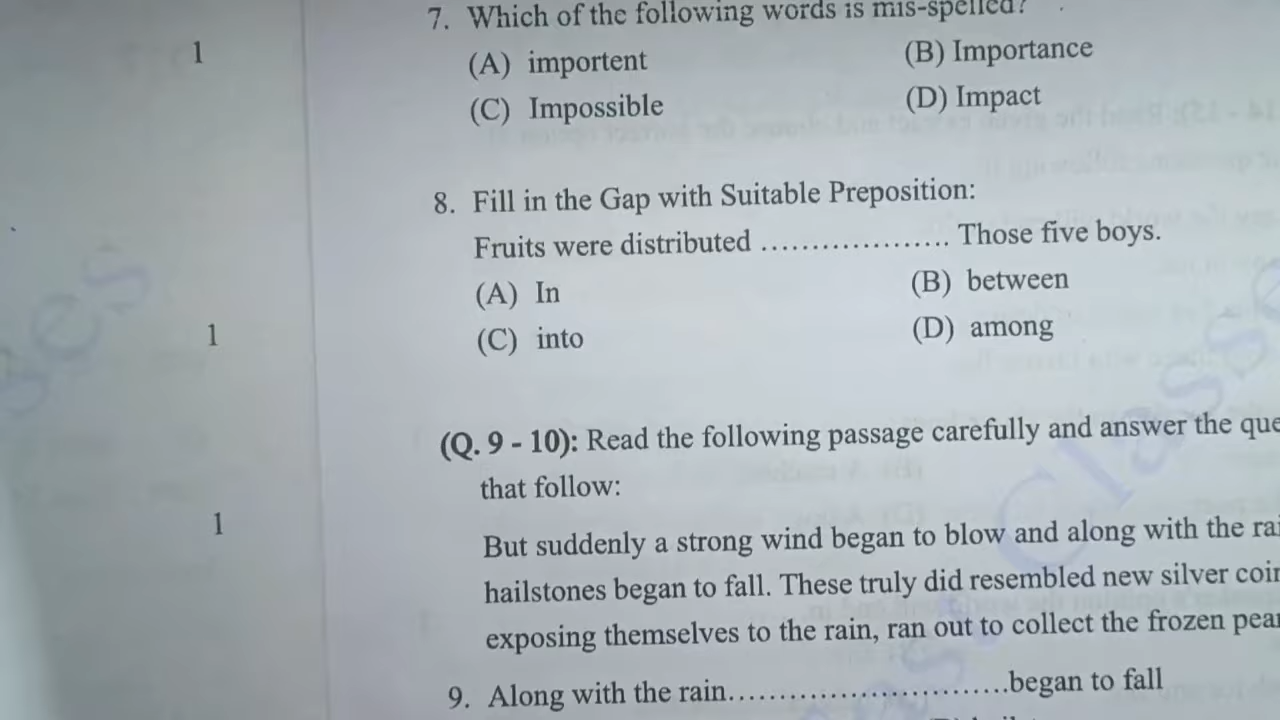 7. Which of the following words is mis-spelled?
1
(A) importent (B) Importance
(C) Impossible (D) Impact
8. Fill in the Gap with Suitable Preposition:
Fruits were distributed ................... Those five boys.
(A) In (B) between
1
(C) into (D) among
(Q. 9 - 10): Read the following passage carefully and answer the que
that follow:
1
But suddenly a strong wind began to blow and along with the rai
hailstones began to fall. These truly did resembled new silver coin
exposing themselves to the rain, ran out to collect the frozen pear
9. Along with the rain............................began to fall